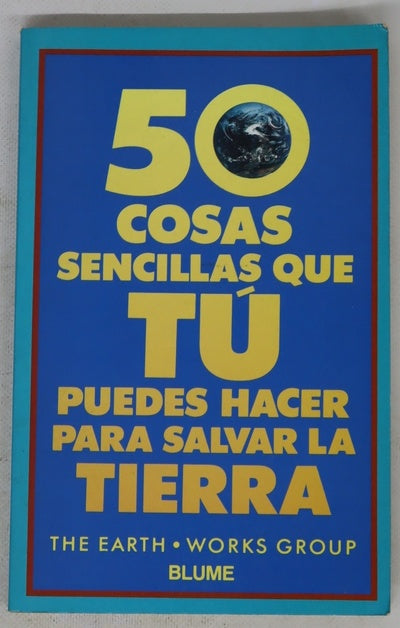 50
COSAS
SENCILLAS QUE
TÚ
PUEDES HACER
PARA SALVAR LA
TIERRA
THE EARTH • WORKS GROUP
BLUME